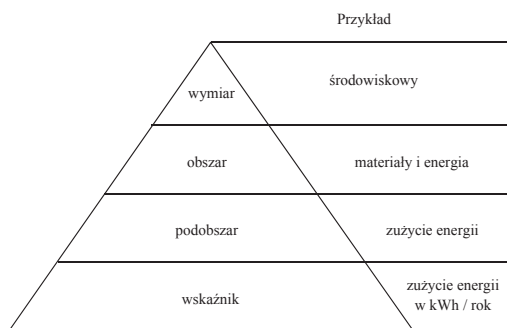 Przykład
wymiar
środowiskowy
obszar
materiały i energia
podobszar
zużycie energii
wskaźnik
zużycie energii
w kWh / rok